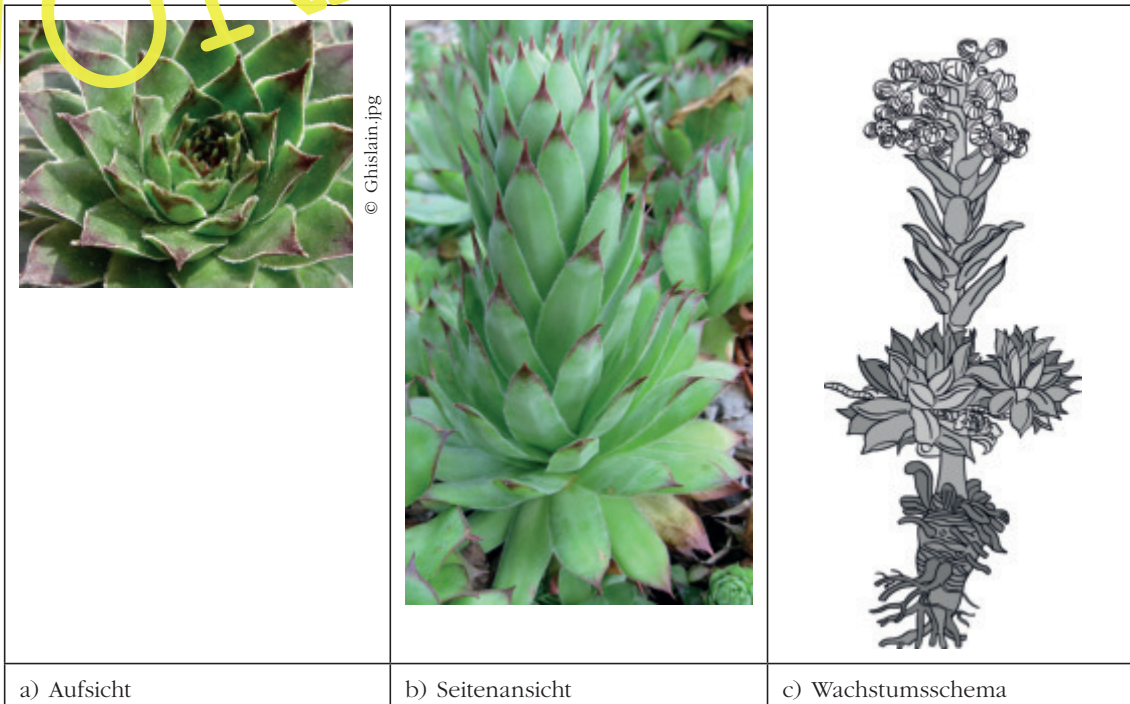 © Ghislain.jpg
a) Aufsicht
b) Seitenansicht
c) Wachstumsschema